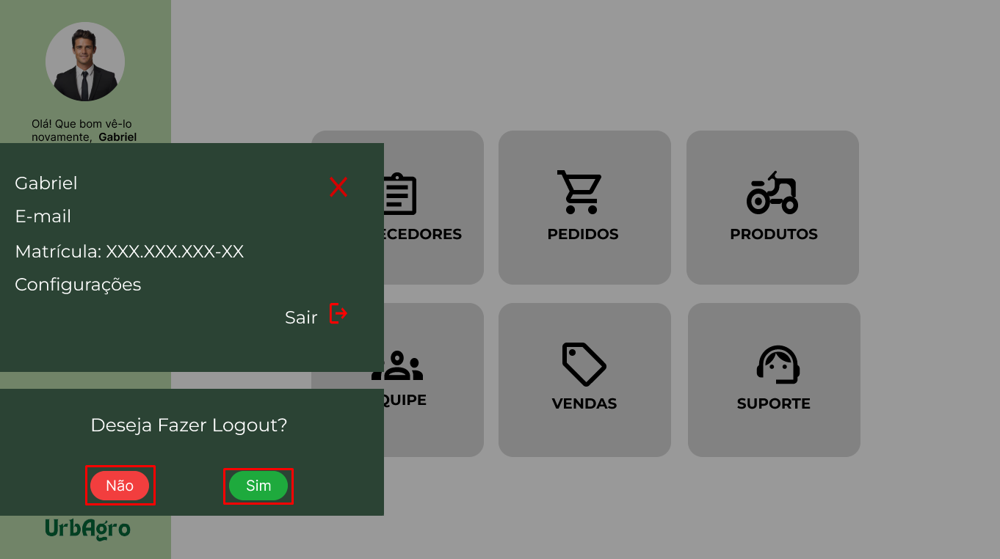 Olá! Que bom vê-lo
novamente, Gabriel
Gabriel
E-mail
Matrícula: XXX.XXX.XXX-XX
Configurações
Sair
ECEDORES
PEDIDOS
PRODUTOS
QUIPE
VENDAS
SUPORTE
Deseja Fazer Logout?
Não
Sim
UrbAgro